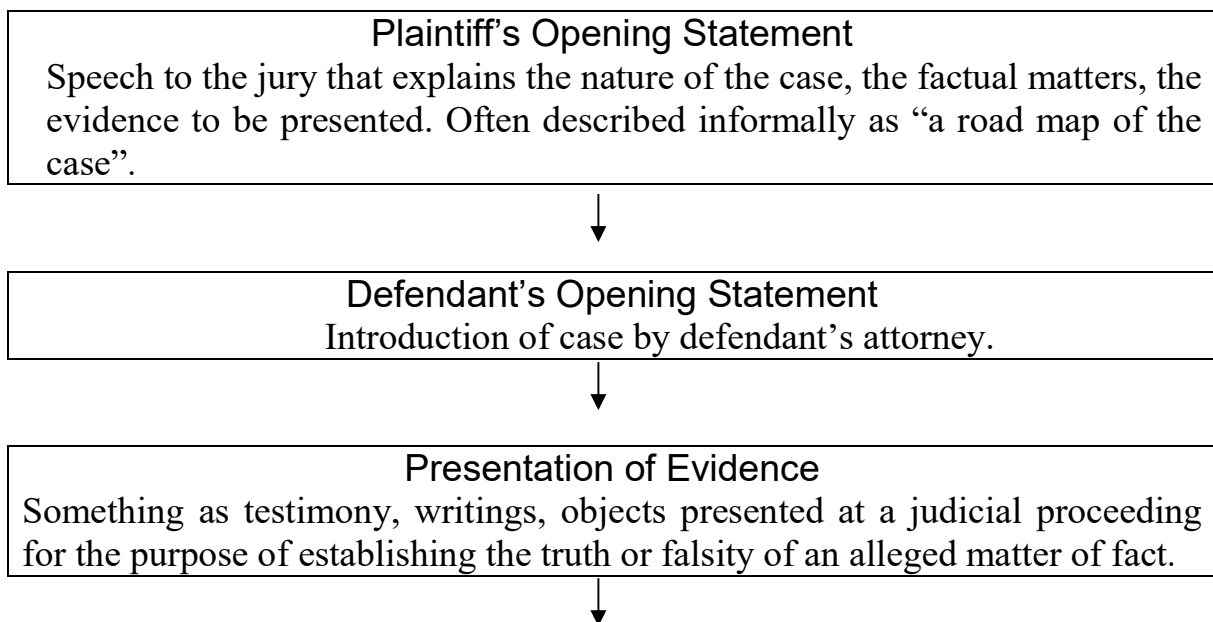 Plaintiff’s Opening Statement
Speech to the jury that explains the nature of the case, the factual matters, the
evidence to be presented. Often described informally as “a road map of the
case”.
Defendant’s Opening Statement
Introduction of case by defendant’s attorney.
Presentation of Evidence
Something as testimony, writings, objects presented at a judicial proceeding
for the purpose of establishing the truth or falsity of an alleged matter of fact.